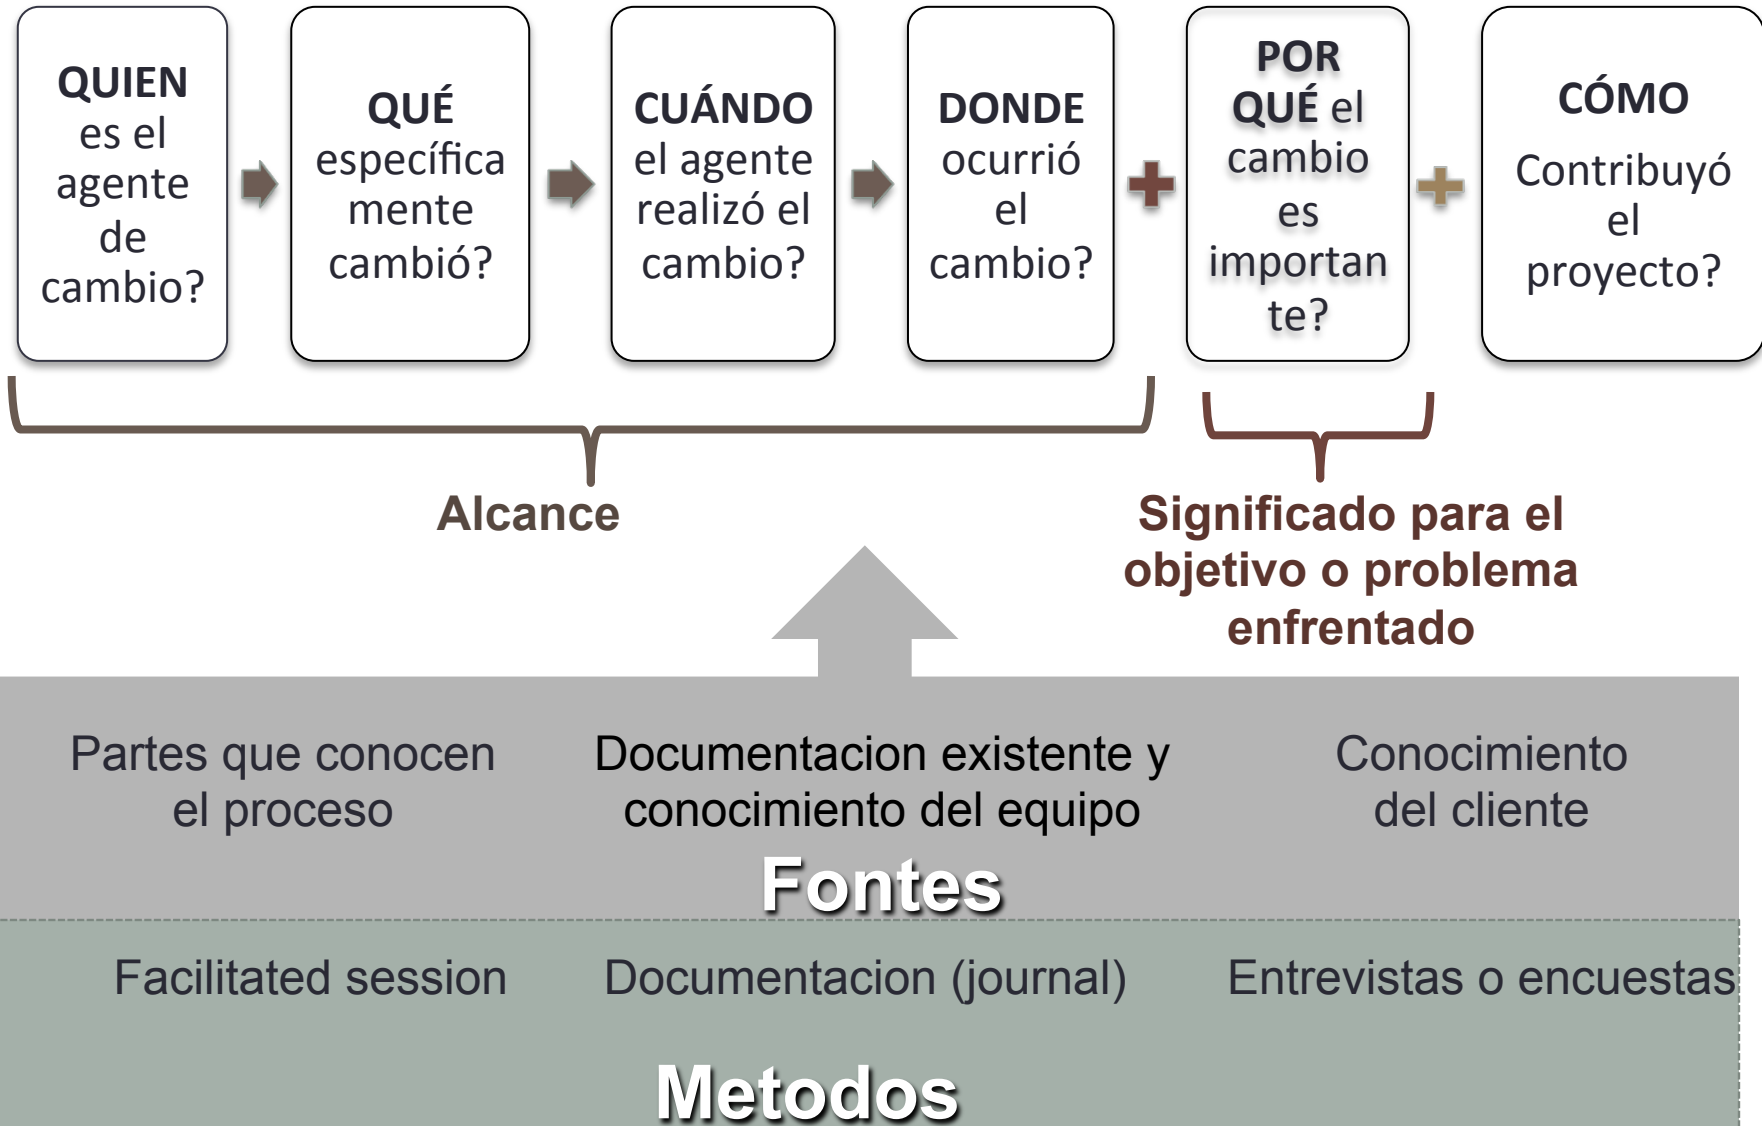 QUIEN
es el
agente
de
cambio?
QUÉ
específica
mente
cambió?
CUÁNDO
el agente
realizó el
cambio?
DONDE
ocurrió
el
cambio?
POR
QUÉ el
cambio
es
importan
te?
CÓMO
Contribuyó
el
proyecto?
Alcance
Significado para el
objetivo o problema
enfrentado
Partes que conocen
el proceso
Documentacion existente y
conocimiento del equipo
Conocimiento
del cliente
Fontes
Facilitated session
Documentacion (journal)
Entrevistas o encuestas
Metodos